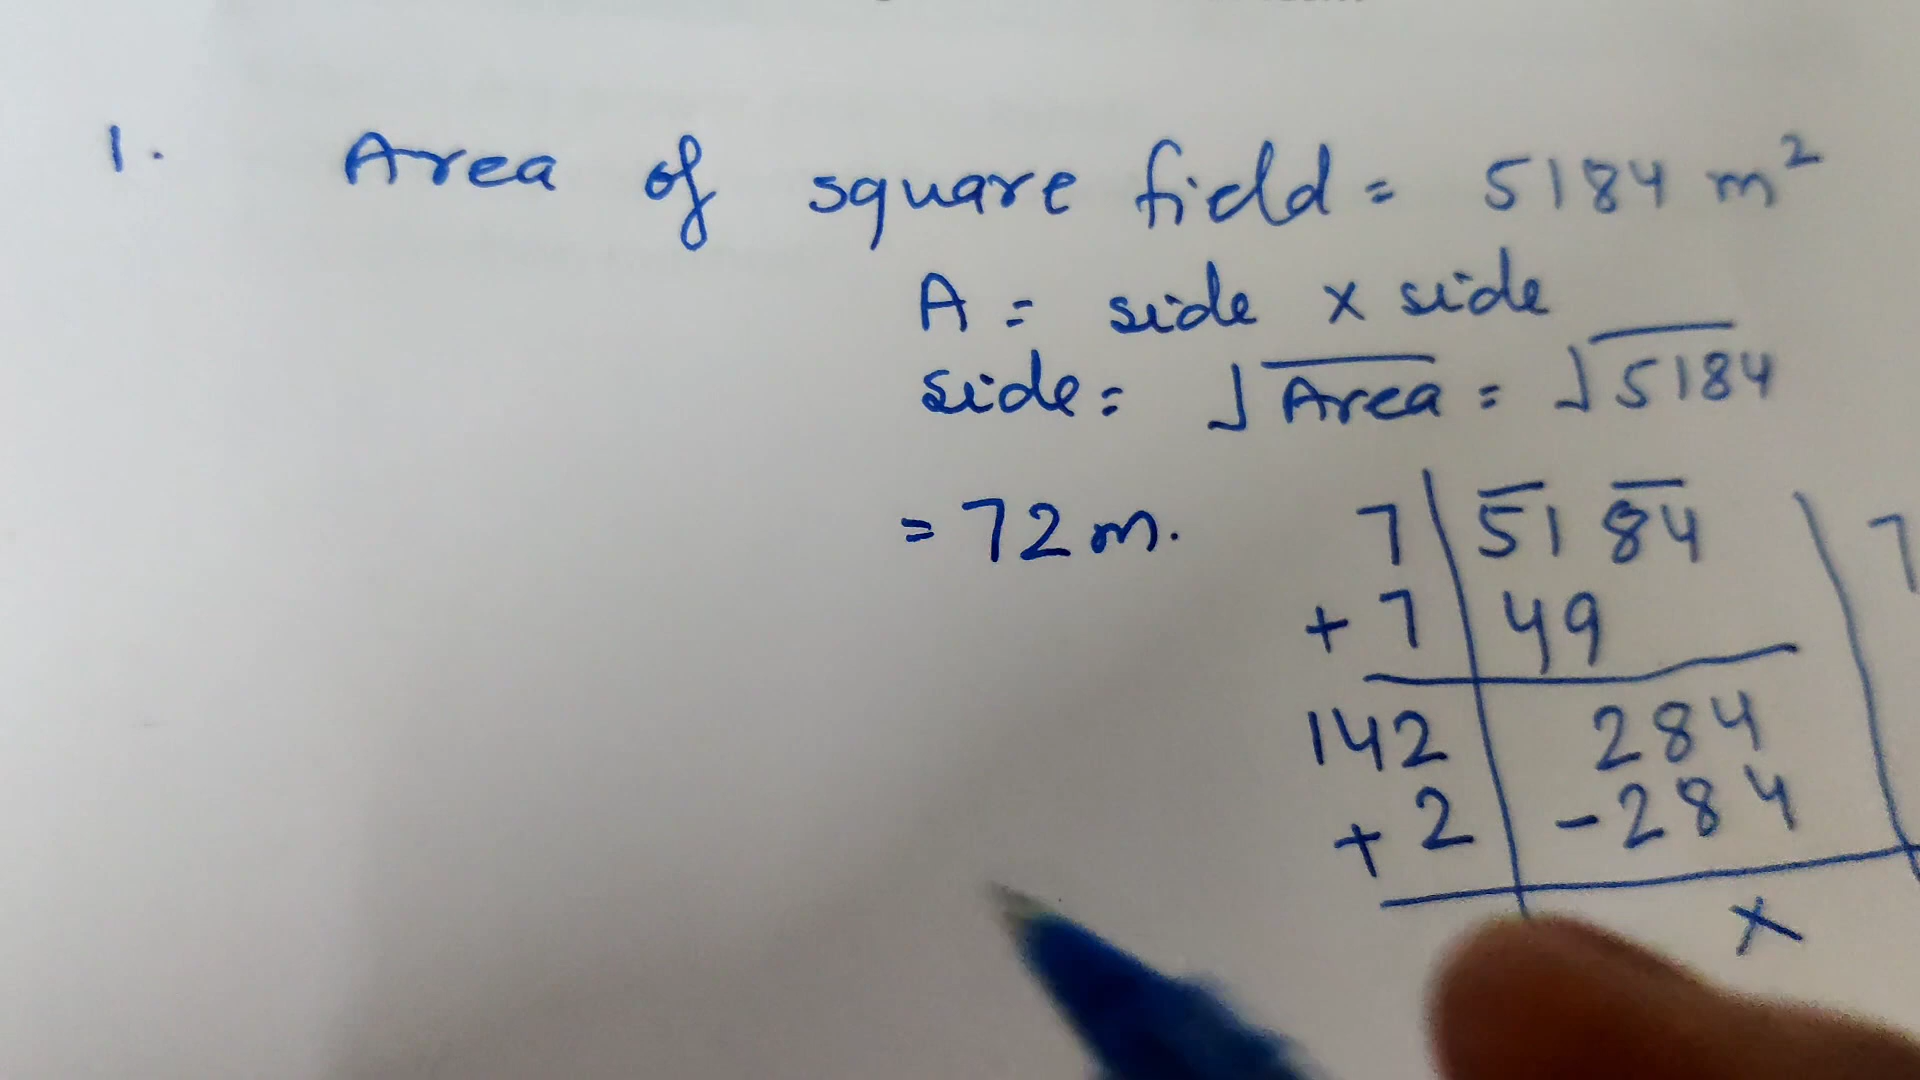 1. Area of square field = 5184 m²
A = side x side
side = √Area = √5184
= 72 m.
7 | 51 84 | 7
+ 7 | 49
142 | 284
+ 2 | - 284
x